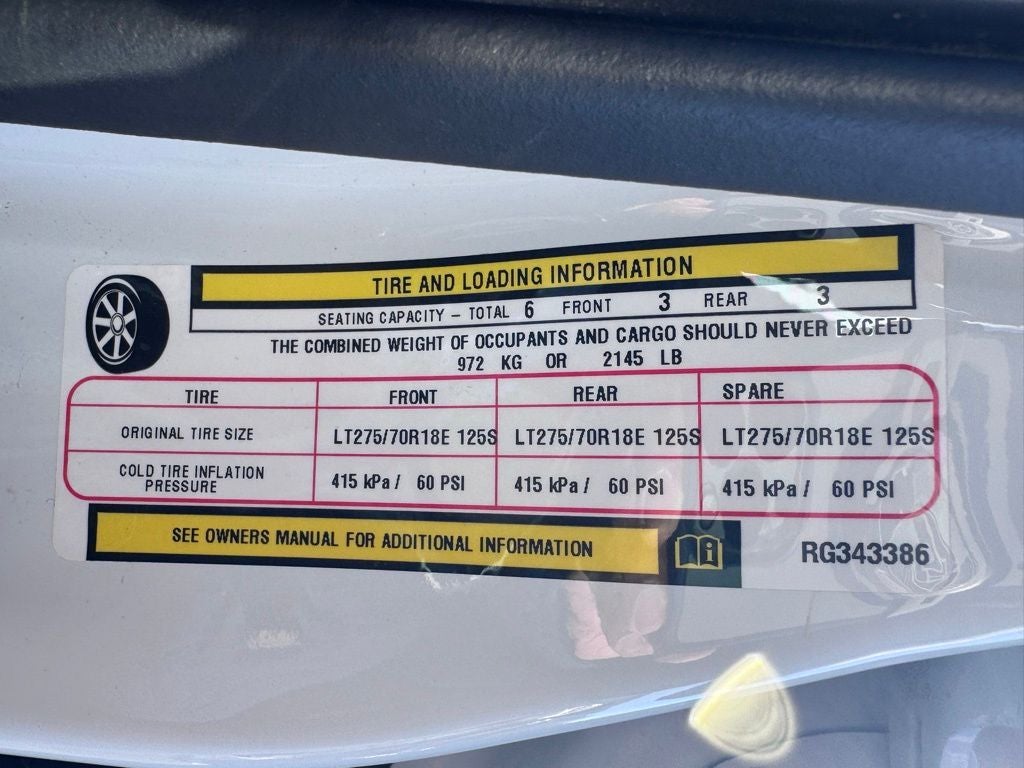 TIRE AND LOADING INFORMATION
SEATING CAPACITY – TOTAL 6 FRONT 3 REAR 3
THE COMBINED WEIGHT OF OCCUPANTS AND CARGO SHOULD NEVER EXCEED
972 KG OR 2145 LB
TIRE FRONT REAR SPARE
ORIGINAL TIRE SIZE LT275/70R18E 125S LT275/70R18E 125S LT275/70R18E 125S
COLD TIRE INFLATION
PRESSURE 415 kPa / 60 PSI 415 kPa / 60 PSI 415 kPa / 60 PSI
SEE OWNERS MANUAL FOR ADDITIONAL INFORMATION
RG343386